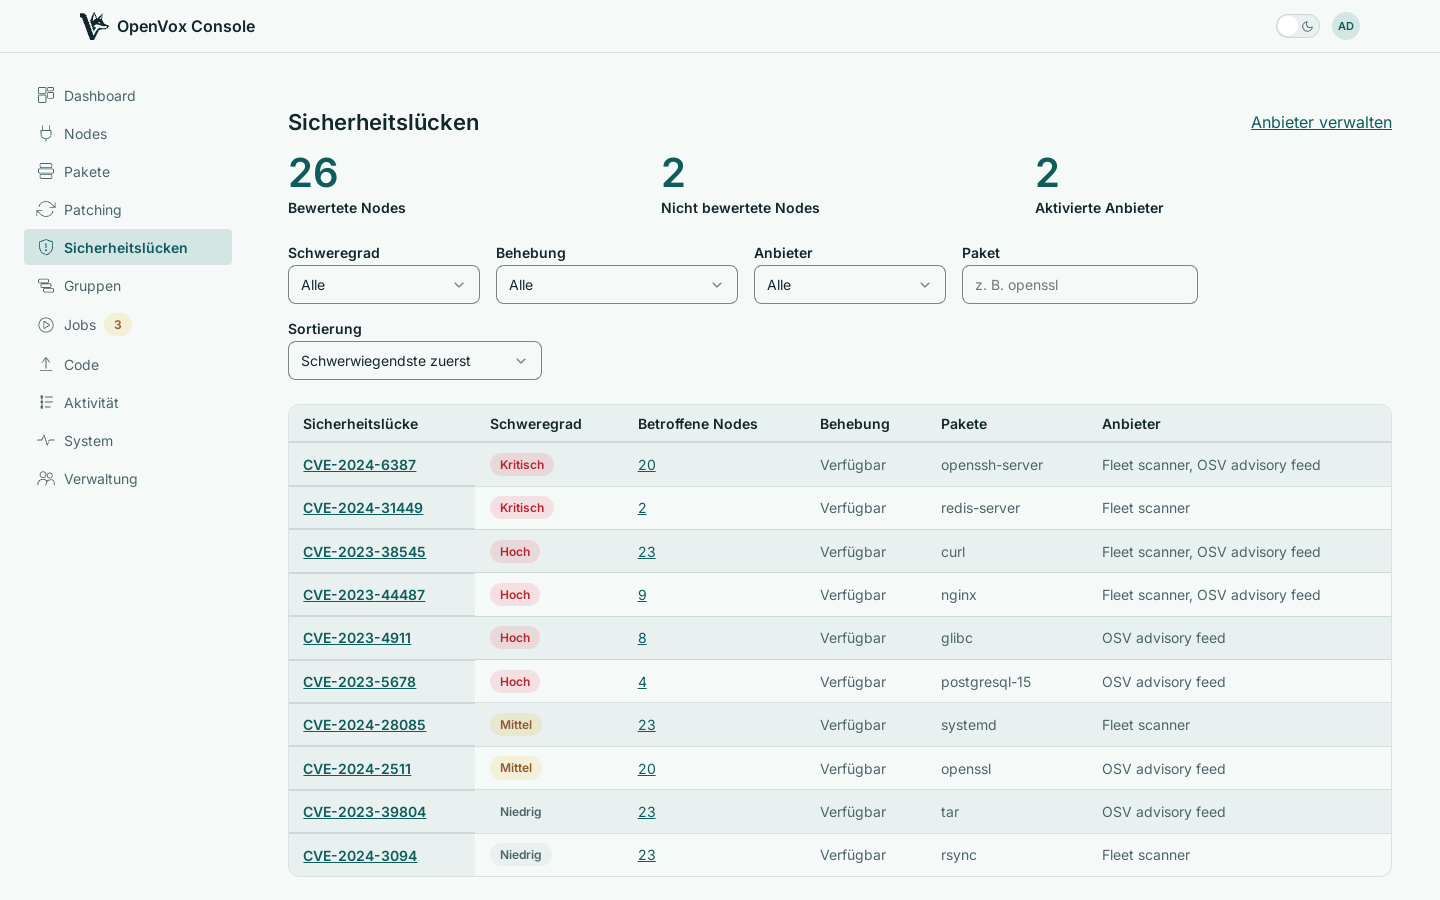 OpenVox Console
AD
Dashboard
Nodes
Pakete
Patching
Sicherheitslücken
Gruppen
Jobs 3
Code
Aktivität
System
Verwaltung
Sicherheitslücken
Anbieter verwalten
26 2 2
Bewertete Nodes Nicht bewertete Nodes Aktivierte Anbieter
Schweregrad Behebung Anbieter Paket
Alle Alle Alle z. B. openssl
Sortierung
Schwerwiegendste zuerst
Sicherheitslücke Schweregrad Betroffene Nodes Behebung Pakete Anbieter
CVE-2024-6387 Kritisch 20 Verfügbar openssh-server Fleet scanner, OSV advisory feed
CVE-2024-31449 Kritisch 2 Verfügbar redis-server Fleet scanner
CVE-2023-38545 Hoch 23 Verfügbar curl Fleet scanner, OSV advisory feed
CVE-2023-44487 Hoch 9 Verfügbar nginx Fleet scanner, OSV advisory feed
CVE-2023-4911 Hoch 8 Verfügbar glibc OSV advisory feed
CVE-2023-5678 Hoch 4 Verfügbar postgresql-15 OSV advisory feed
CVE-2024-28085 Mittel 23 Verfügbar systemd Fleet scanner
CVE-2024-2511 Mittel 20 Verfügbar openssl OSV advisory feed
CVE-2023-39804 Niedrig 23 Verfügbar tar OSV advisory feed
CVE-2024-3094 Niedrig 23 Verfügbar rsync Fleet scanner